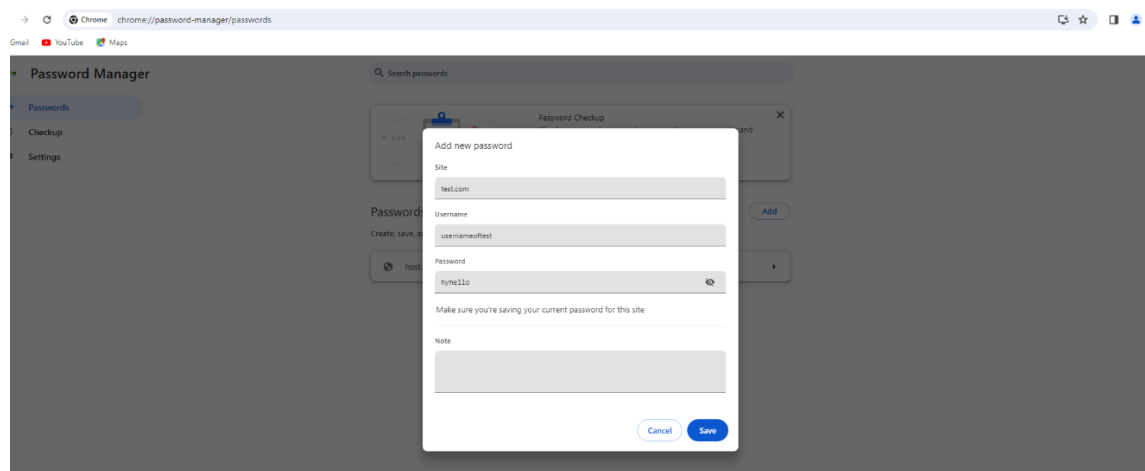 Chrome chrome://password-manager/passwords
Gmail YouTube Maps
Password Manager
Search passwords
Passwords
Checkup
Settings
Password Checkup
and
Passwords
Add
Create, save, a
host.
Add new password
Site
test.com
Username
usernameoftest
Password
hyhello
Make sure you're saving your current password for this site
Note
Cancel Save